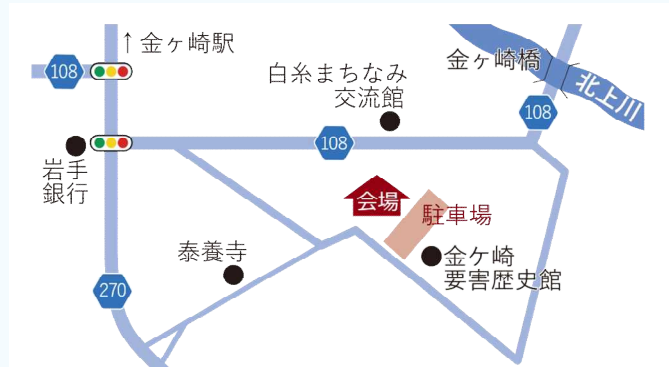 ↑金ヶ崎駅
108
金ヶ崎橋
北上川
白糸まちなみ
交流館
108
108
岩手
銀行
会場
駐車場
泰養寺
金ケ崎
要害歴史館
270